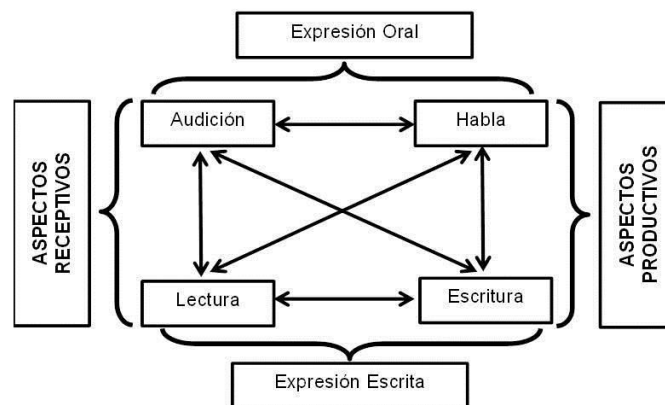 Expresión Oral
Audición
Habla
ASPECTOS
RECEPTIVOS
ASPECTOS
PRODUCTIVOS
Lectura
Escritura
Expresión Escrita